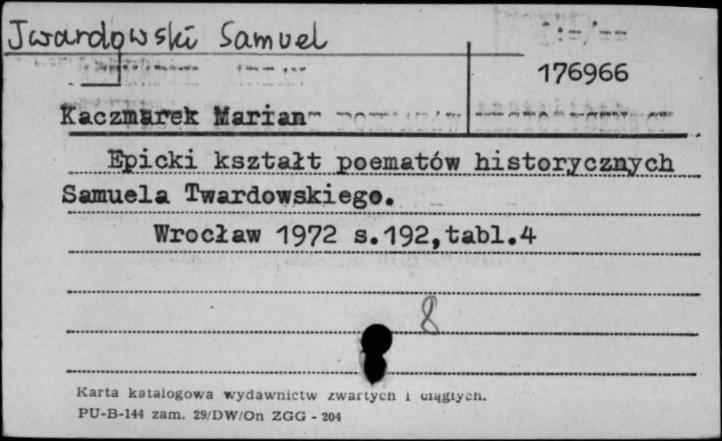 Twardowski Samuel
176966
Kaczmarek Marian
Epicki kształt poematów historycznych
Samuela Twardowskiego.
Wrocław 1972 s.192,tabl.4
8
Karta katalogowa wydawnictw zwartych i ciągłych.
PU-B-144 zam. 29/DW/On ZGG - 204